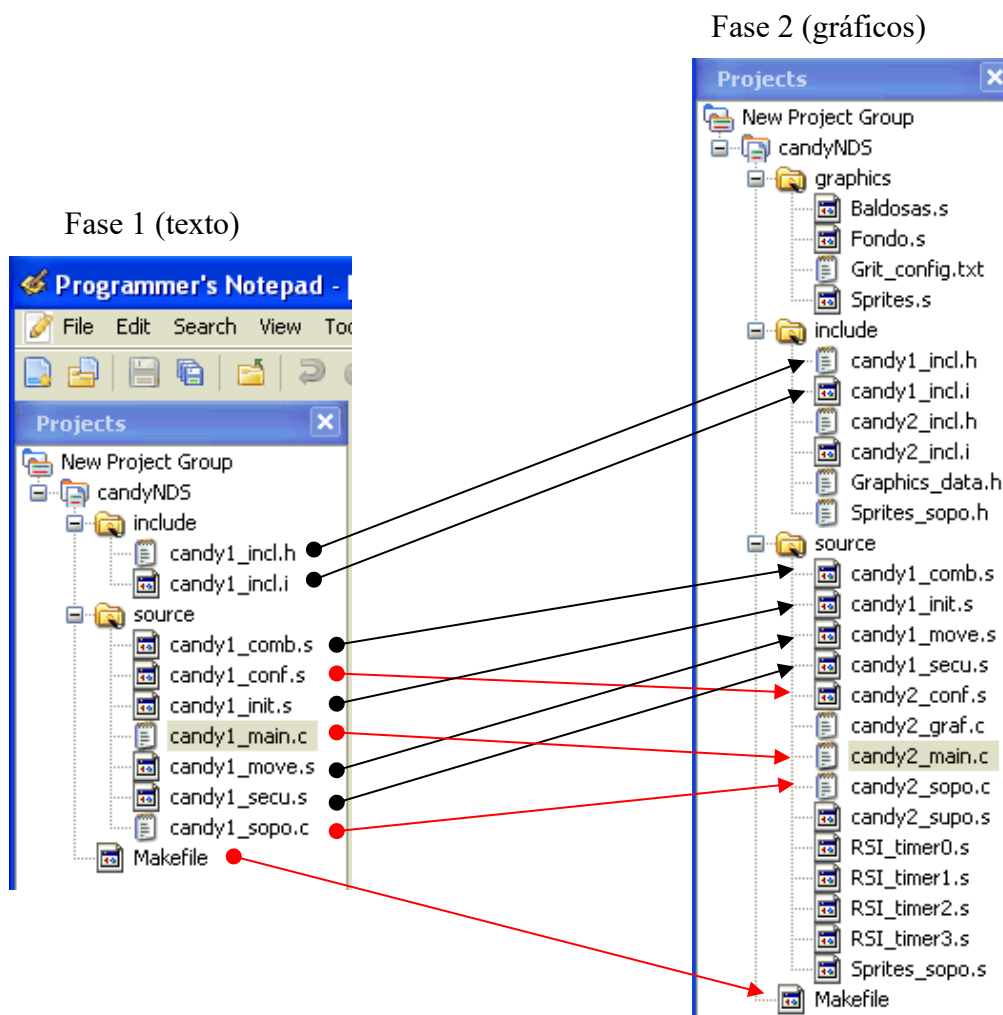 Fase 1 (texto)
Programmer's Notepad - [
File Edit Search View
Projects
New Project Group
candyNDS
include
candy1_incl.h
candy1_incl.i
source
candy1_comb.s
candy1_conf.s
candy1_init.s
candy1_main.c
candy1_move.s
candy1_secu.s
candy1_sopo.c
Makefile
Fase 2 (gráficos)
Projects
New Project Group
candyNDS
graphics
Baldosas.s
Fondo.s
Grit_config.txt
Sprites.s
include
candy1_incl.h
candy1_incl.i
candy2_incl.h
candy2_incl.i
Graphics_data.h
Sprites_sopo.h
source
candy1_comb.s
candy1_init.s
candy1_move.s
candy1_secu.s
candy2_conf.s
candy2_graf.c
candy2_main.c
candy2_sopo.c
candy2_supo.s
RSI_timer0.s
RSI_timer1.s
RSI_timer2.s
RSI_timer3.s
Sprites_sopo.s
Makefile